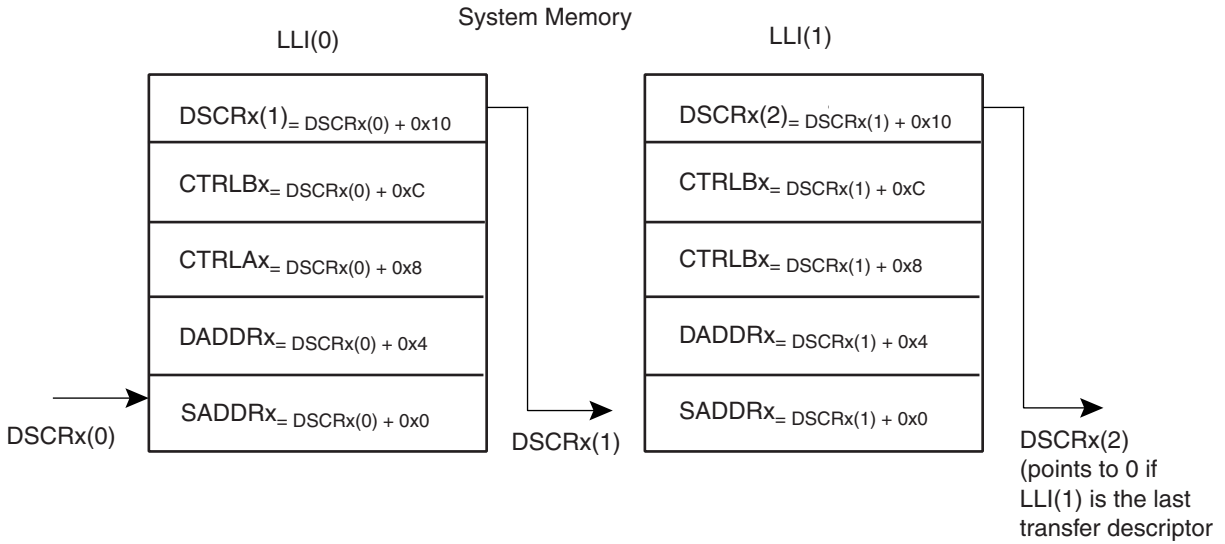 System Memory
LLI(0)
LLI(1)
DSCRx(1)= DSCRx(0) + 0x10
CTRLBx= DSCRx(0) + 0xC
CTRLAx= DSCRx(0) + 0x8
DADDRx= DSCRx(0) + 0x4
SADDRx= DSCRx(0) + 0x0
DSCRx(0)
DSCRx(1)
DSCRx(2)= DSCRx(1) + 0x10
CTRLBx= DSCRx(1) + 0xC
CTRLBx= DSCRx(1) + 0x8
DADDRx= DSCRx(1) + 0x4
SADDRx= DSCRx(1) + 0x0
DSCRx(2)
(points to 0 if
LLI(1) is the last
transfer descriptor